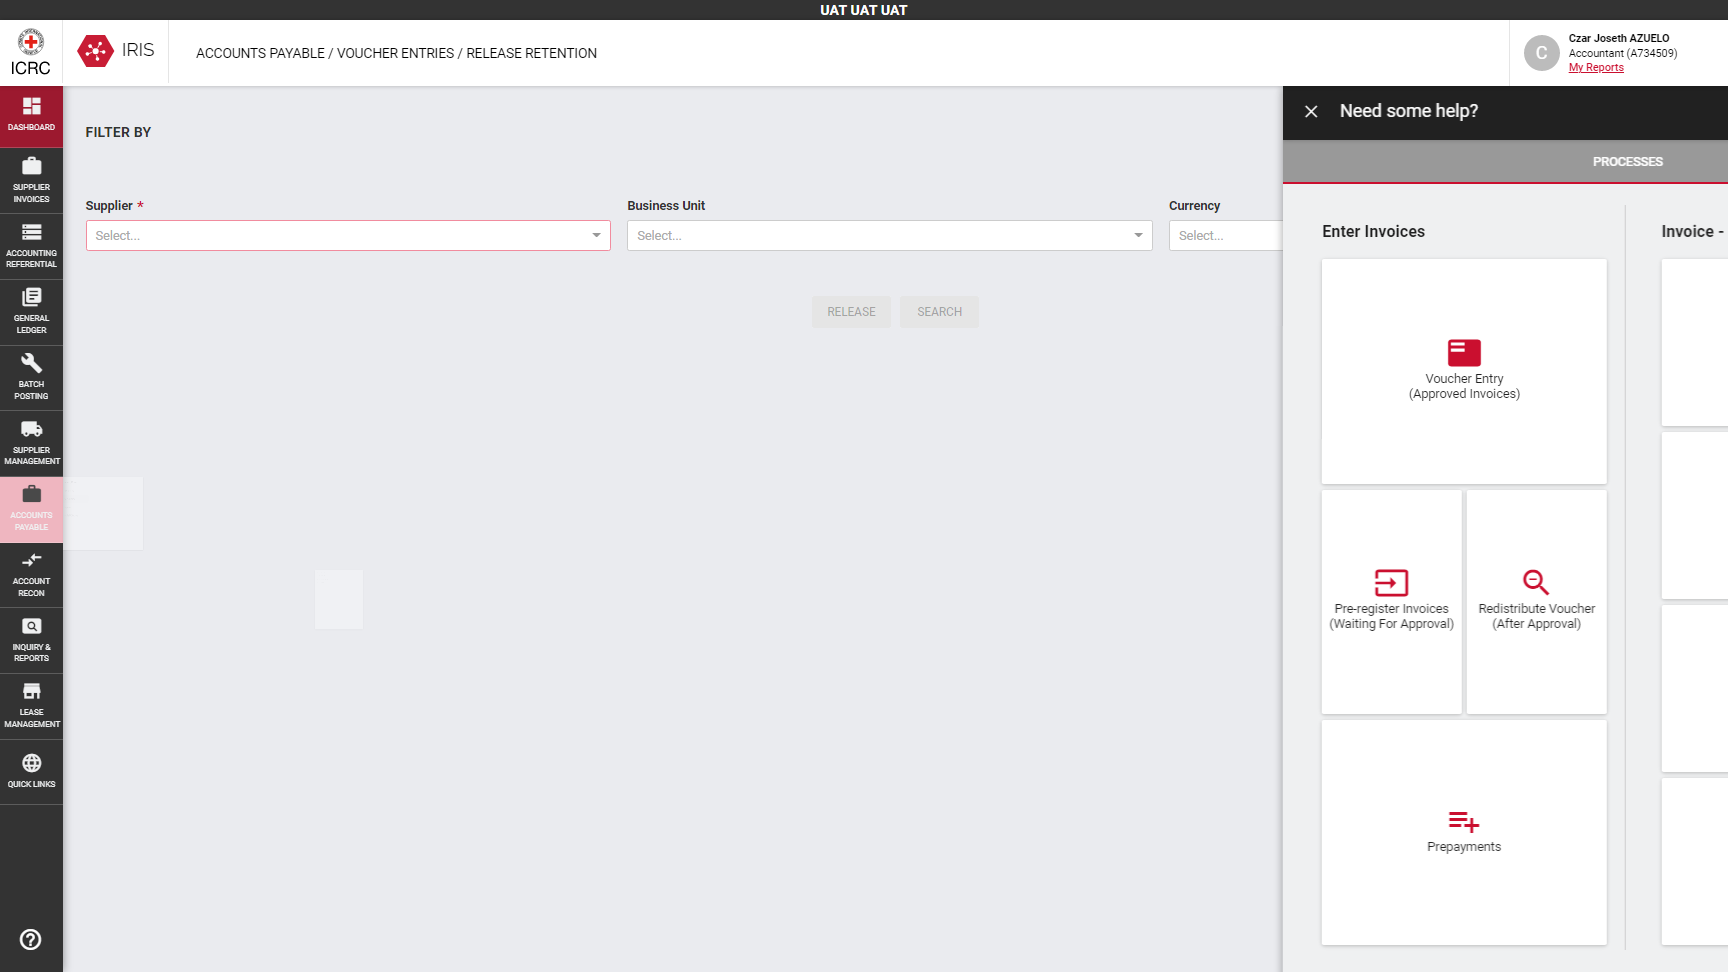 UAT UAT UAT
ICRC
IRIS
ACCOUNTS PAYABLE / VOUCHER ENTRIES / RELEASE RETENTION
C
Czar Joseth AZUELO
Accountant (A734509)
My Reports
DASHBOARD
SUPPLIER
INVOICES
ACCOUNTING
REFERENTIAL
GENERAL
LEDGER
BATCH
POSTING
SUPPLIER
MANAGEMENT
ACCOUNTS
PAYABLE
ACCOUNT
RECON
INQUIRY &
REPORTS
LEASE
MANAGEMENT
QUICK LINKS
FILTER BY
Supplier *
Select...
Business Unit
Select...
Currency
Select...
RELEASE
SEARCH
Need some help?
PROCESSES
Enter Invoices
Voucher Entry
(Approved Invoices)
Pre-register Invoices
(Waiting For Approval)
Redistribute Voucher
(After Approval)
Prepayments
Invoice -